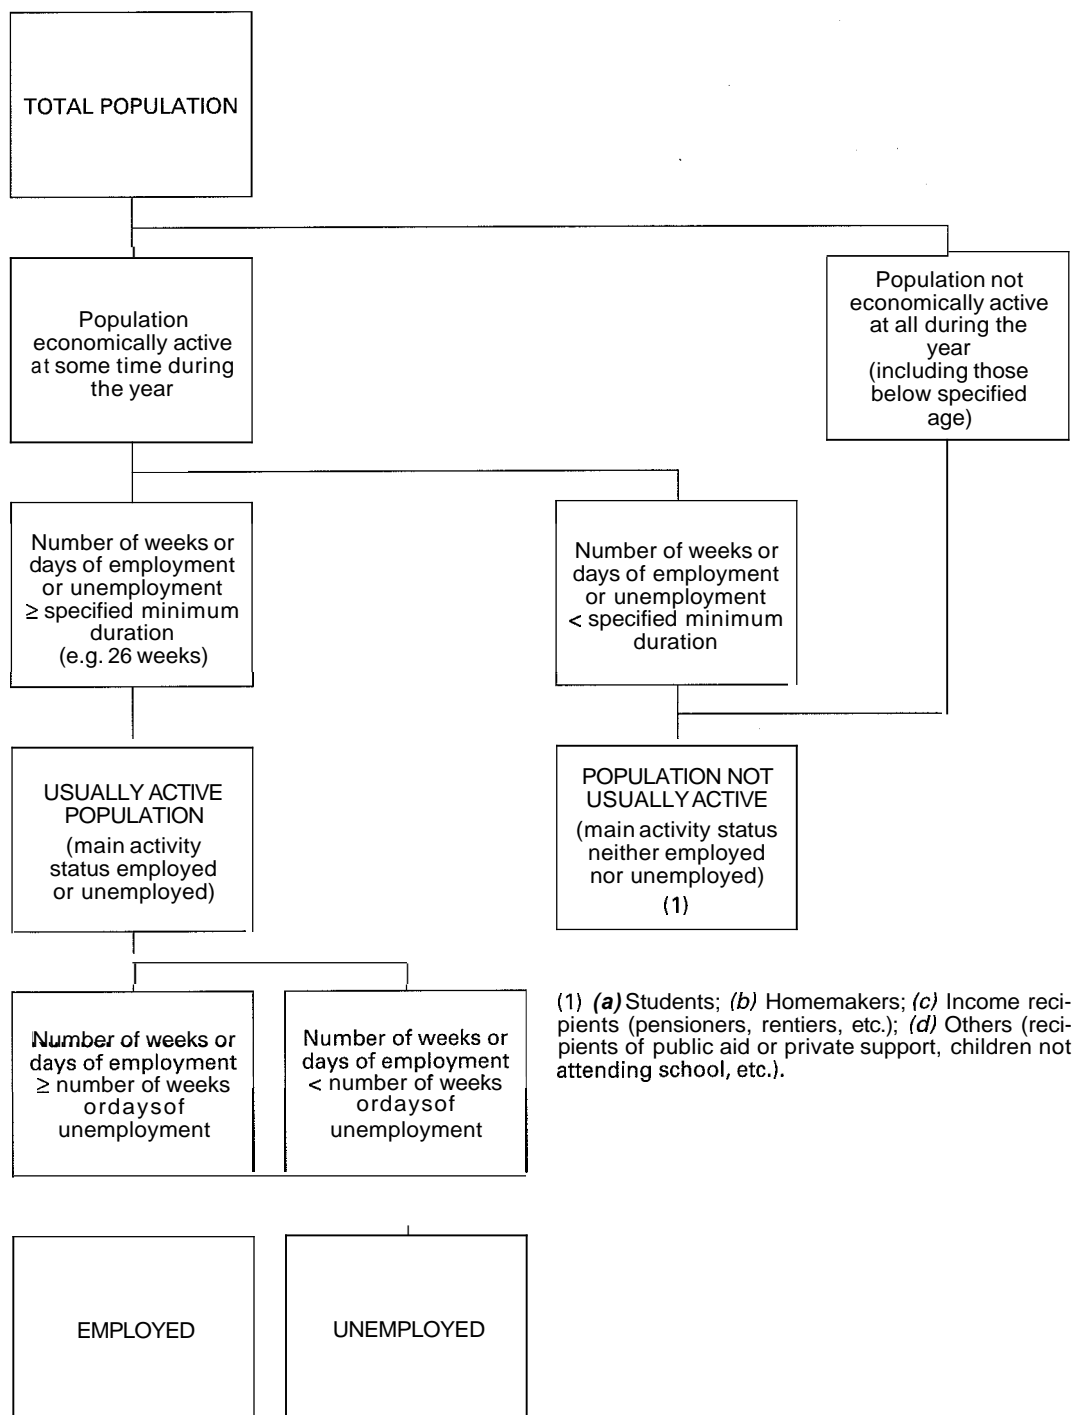 TOTAL POPULATION
Population
economically active
at some time during
the year
Population not
economically active
at all during the
year
(including those
below specified
age)
Number of weeks or
days of employment
or unemployment
≥ specified minimum
duration
(e.g. 26 weeks)
Number of weeks or
days of employment
or unemployment
< specified minimum
duration
USUALLY ACTIVE
POPULATION
(main activity
status employed
or unemployed)
POPULATION NOT
USUALLY ACTIVE
(main activity status
neither employed
nor unemployed)
(1)
Number of weeks or
days of employment
≥ number of weeks
ordaysof
unemployment
Number of weeks or
days of employment
< number of weeks
ordaysof
unemployment
(1) (a) Students; (b) Homemakers; (c) Income reci-
pients (pensioners, rentiers, etc.); (d) Others (reci-
pients of public aid or private support, children not
attending school, etc.).
EMPLOYED
UNEMPLOYED